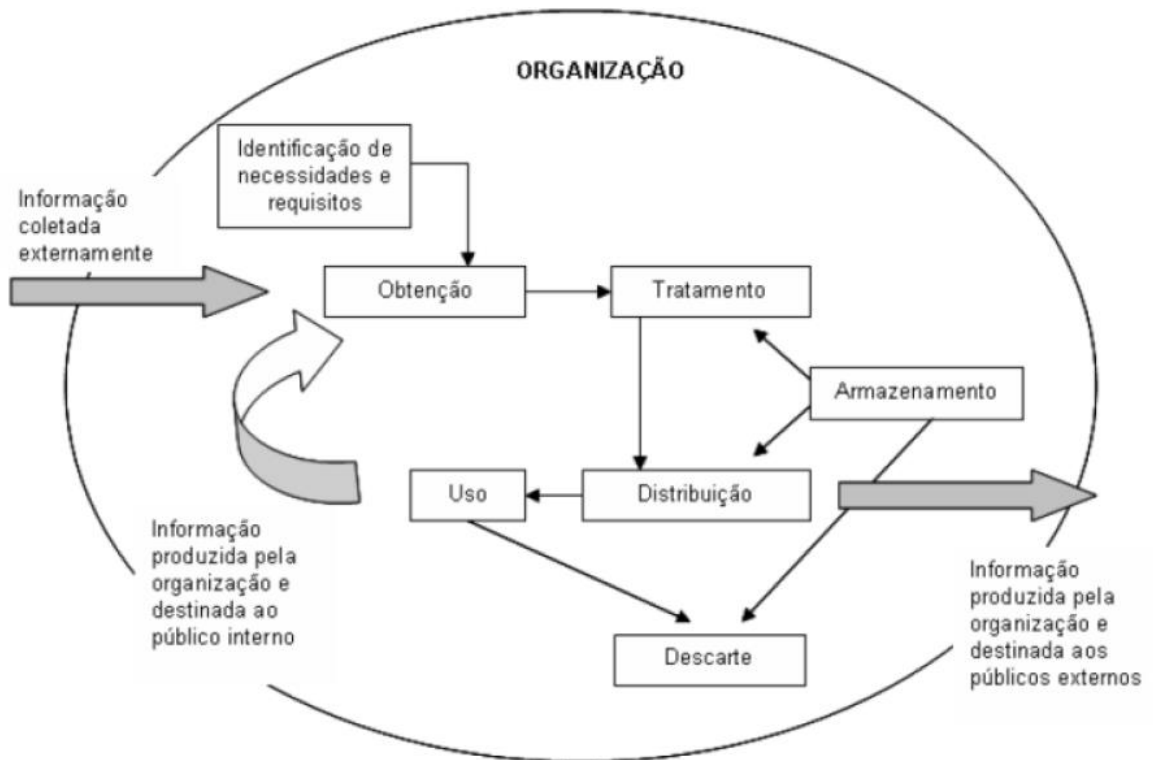 ORGANIZAÇÃO
Identificação de
necessidades e
requisitos
Informação
coletada
externamente
Obtenção
Tratamento
Armazenamento
Uso
Distribuição
Informação
produzida pela
organização e
destinada ao
público interno
Informação
produzida pela
organização e
destinada aos
públicos externos
Descarte